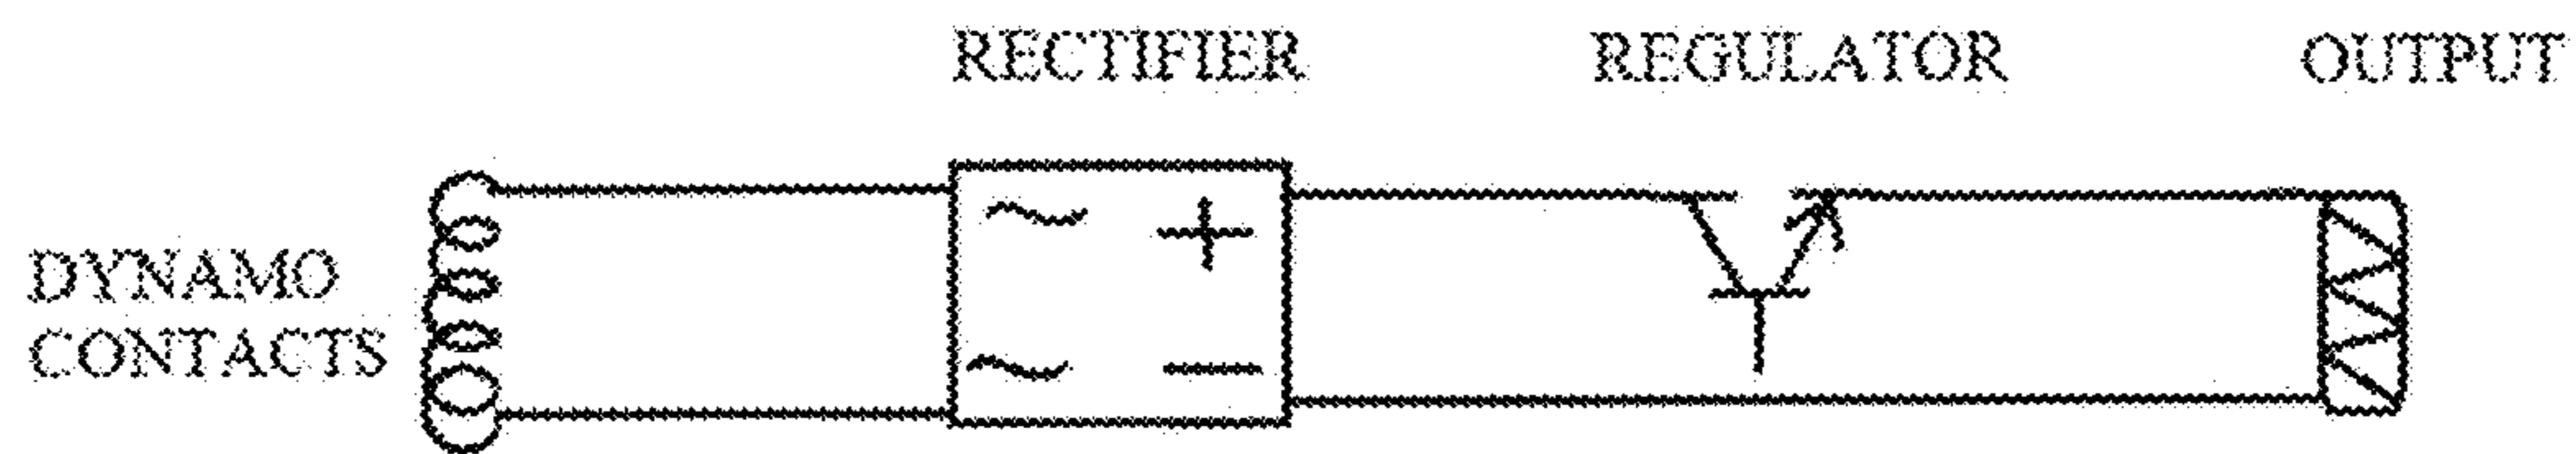 RECTIFIER
REGULATOR
OUTPUT
DYNAMO
CONTACTS
~
+
~
−